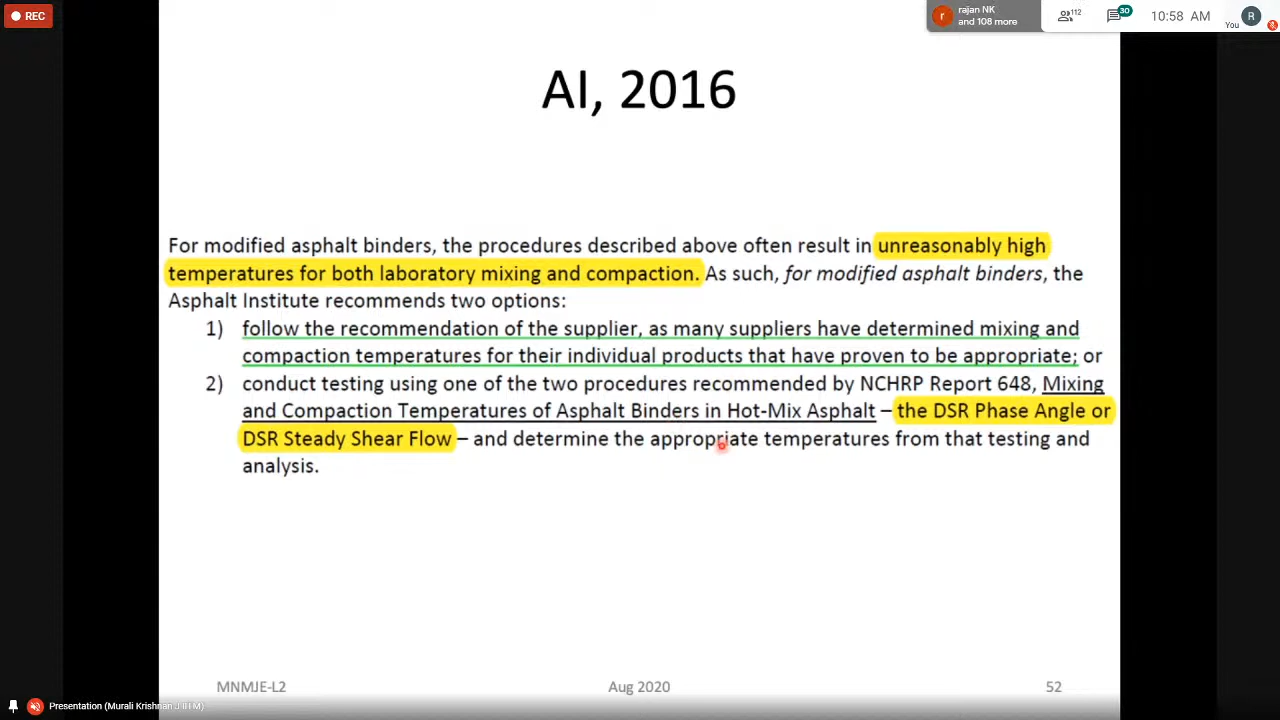 REC
rajan NK
and 108 more
112
30
10:58 AM
You
R
r
AI, 2016
For modified asphalt binders, the procedures described above often result in unreasonably high
temperatures for both laboratory mixing and compaction. As such, for modified asphalt binders, the
Asphalt Institute recommends two options:
1) follow the recommendation of the supplier, as many suppliers have determined mixing and
compaction temperatures for their individual products that have proven to be appropriate; or
2) conduct testing using one of the two procedures recommended by NCHRP Report 648, Mixing
and Compaction Temperatures of Asphalt Binders in Hot-Mix Asphalt – the DSR Phase Angle or
DSR Steady Shear Flow – and determine the appropriate temperatures from that testing and
analysis.
MNMJE-L2
Aug 2020
52
Presentation (Murali Krishnan J